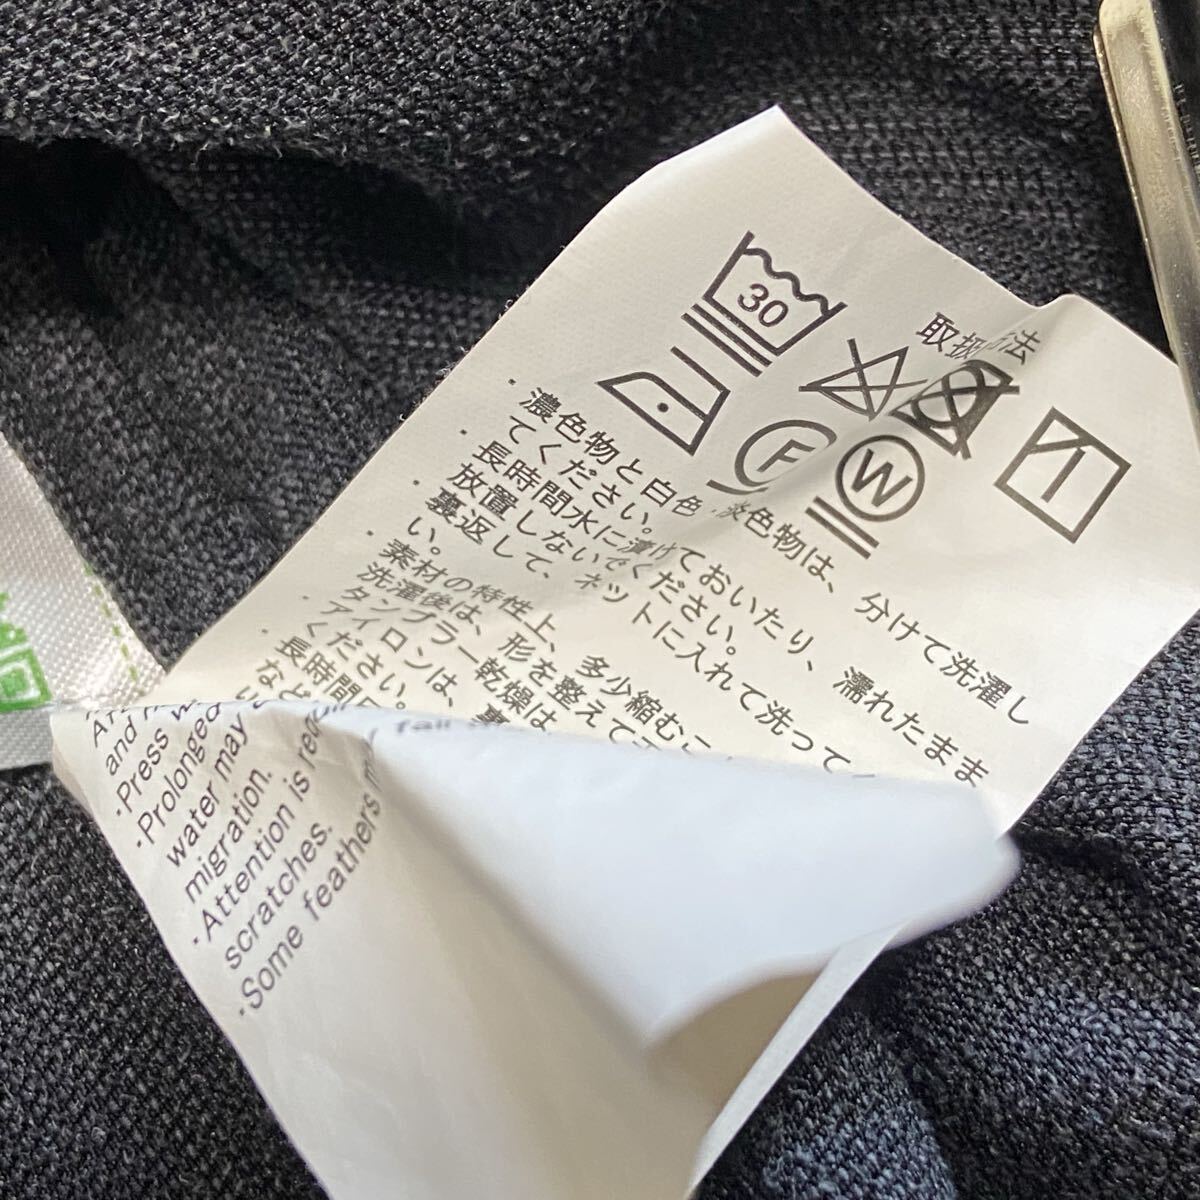 取扱方法
30
F
W
・濃色物と白色、淡色物は、分けて洗濯し
てください。
・長時間水に漬けておいたり、濡れたまま
放置しないでください。
・裏返して、ネットに入れて洗って
い。
・素材の特性上、多少縮むこ
洗濯後は、形を整えて干
・タンブラー乾燥は
・アイロンは、裏
ください。
・長時間
な
and
·Press
·Prolonged
water may
migration.
·Attention is
scratches.
·Some feathers